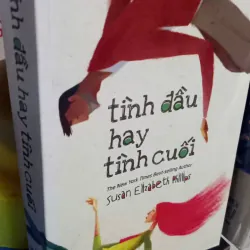 tình đầu
hay
tình cuối
The New York Times Best-selling Author
Susan Elizabeth Phillips
tình đầu hay tình cuối